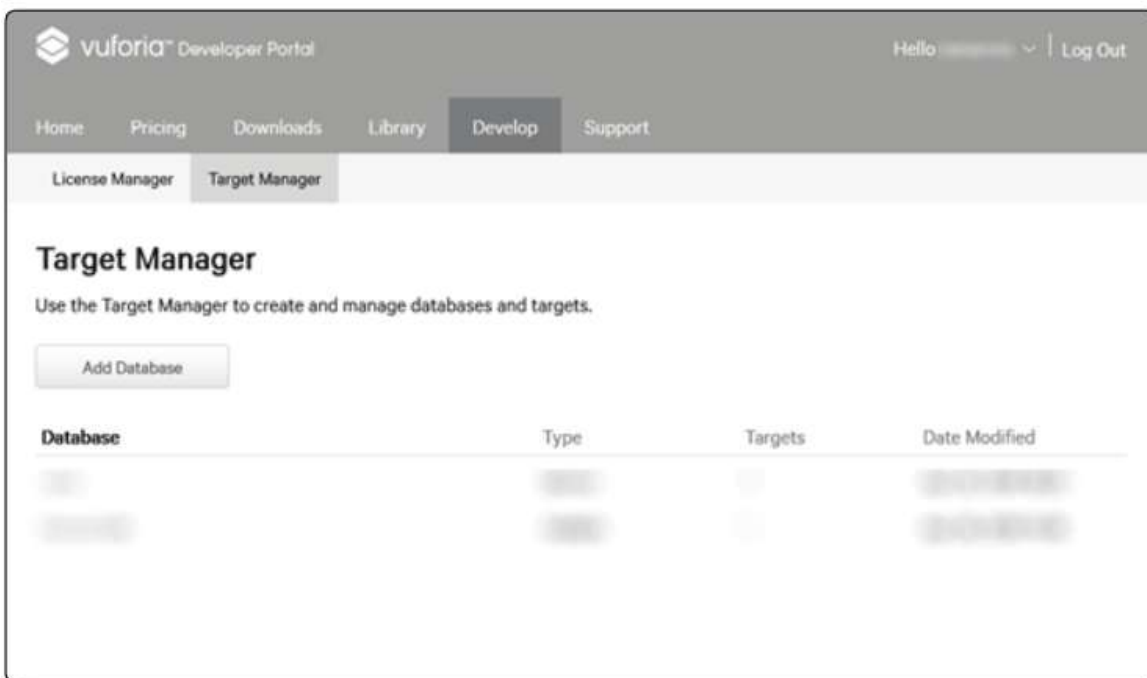 vuforia™ Developer Portal
Hello
Log Out
Home Pricing Downloads Library Develop Support
License Manager Target Manager
Target Manager
Use the Target Manager to create and manage databases and targets.
Add Database
Database Type Targets Date Modified